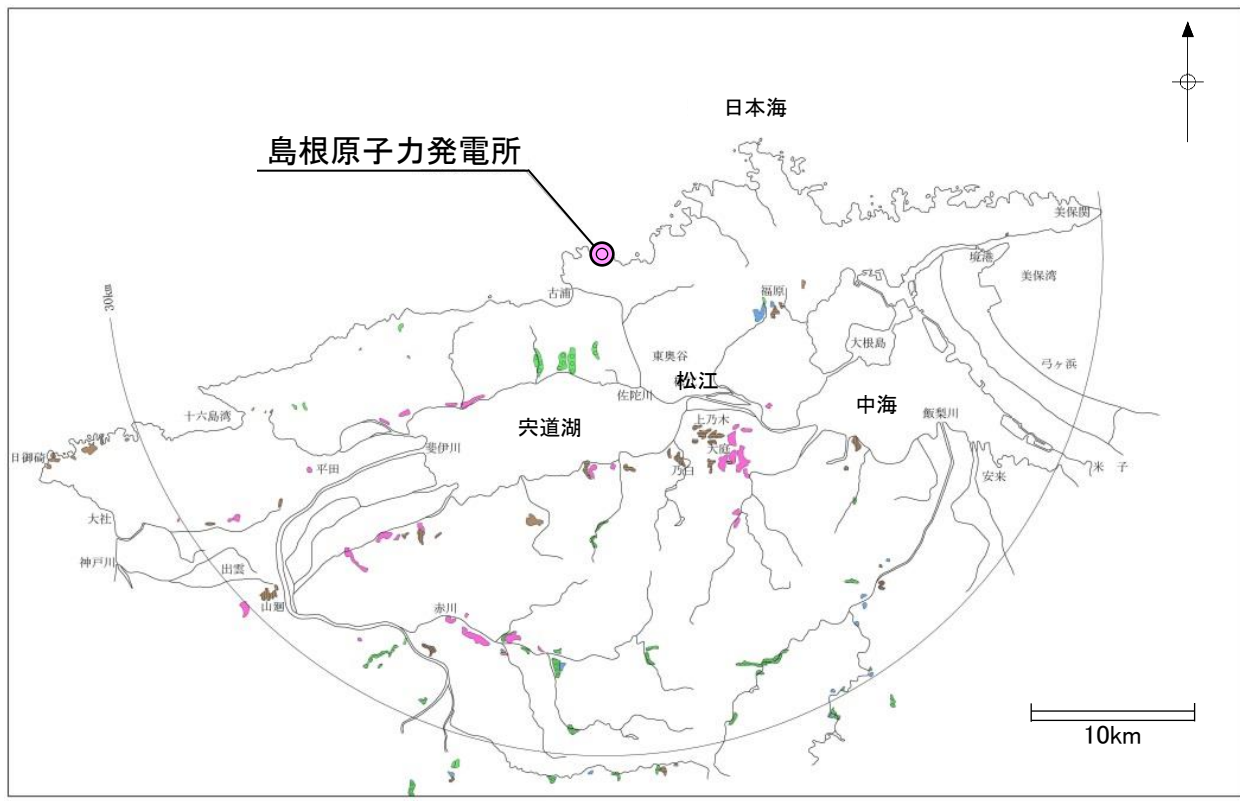 日本海
島根原子力発電所
美保関
境港
美保湾
30km
古浦
福原
大根島
東奥谷
弓ヶ浜
松江
佐陀川
中海
飯梨川
十六島湾
宍道湖
上乃木
斐伊川
大庭
日御碕
平田
乃白
米子
安来
大社
神戸川
出雲
山廻
赤川
10km